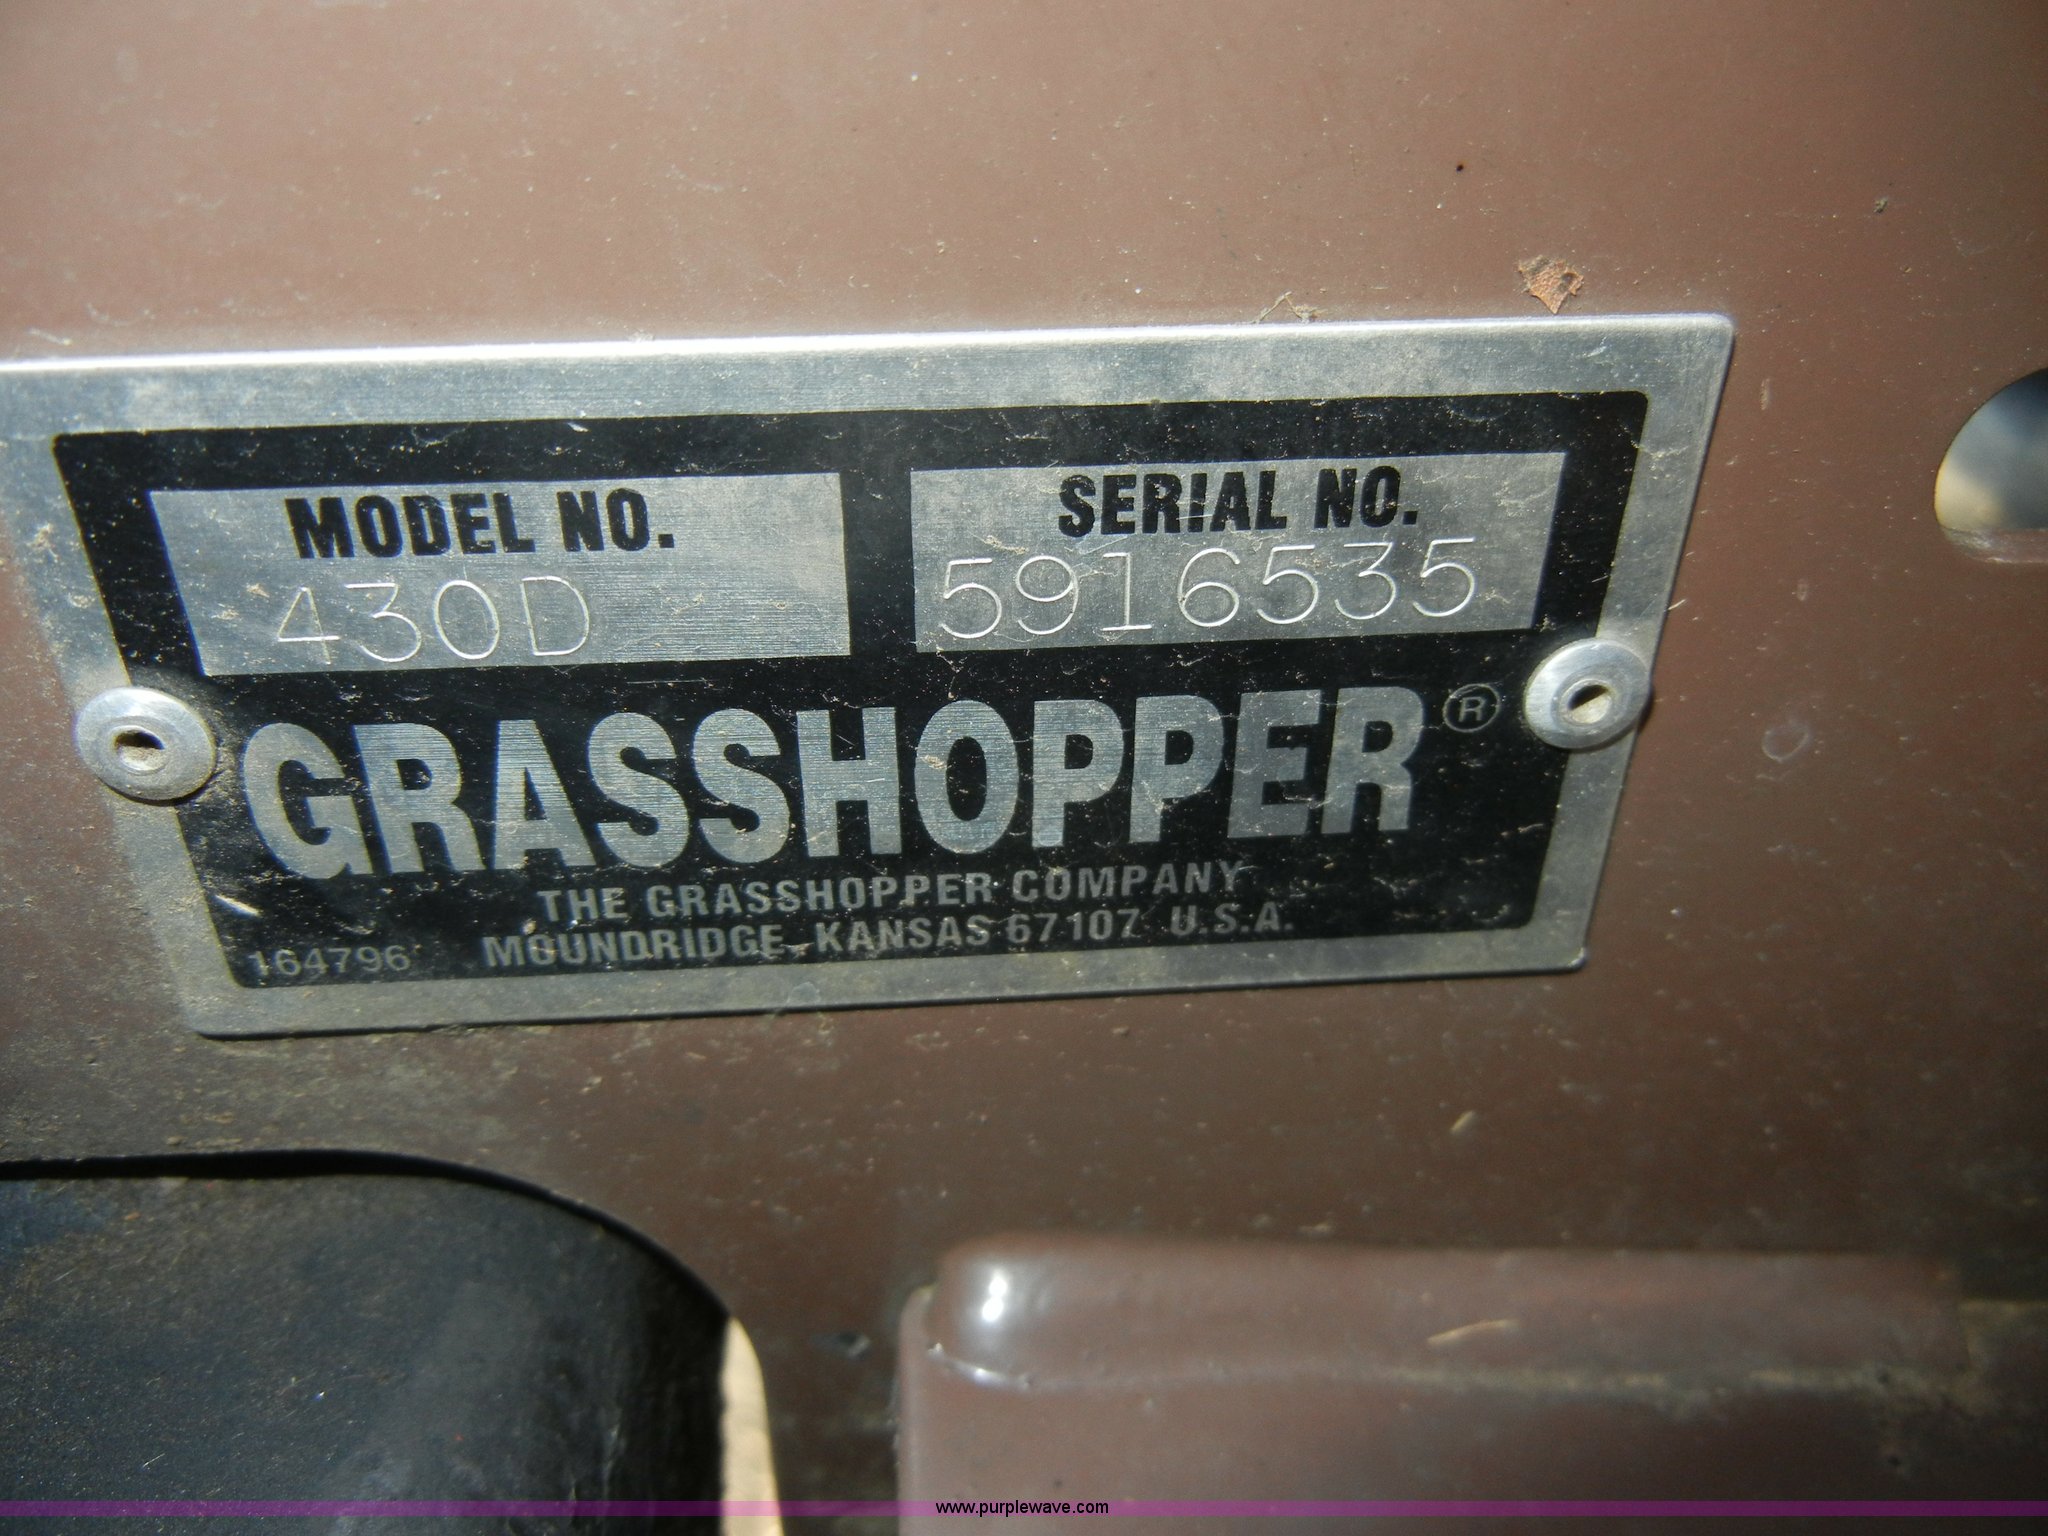 MODEL NO.
430D
SERIAL NO.
5916535
GRASSHOPPER®
THE GRASSHOPPER COMPANY
164796 MOUNDRIDGE, KANSAS 67107 U.S.A.
www.purplewave.com